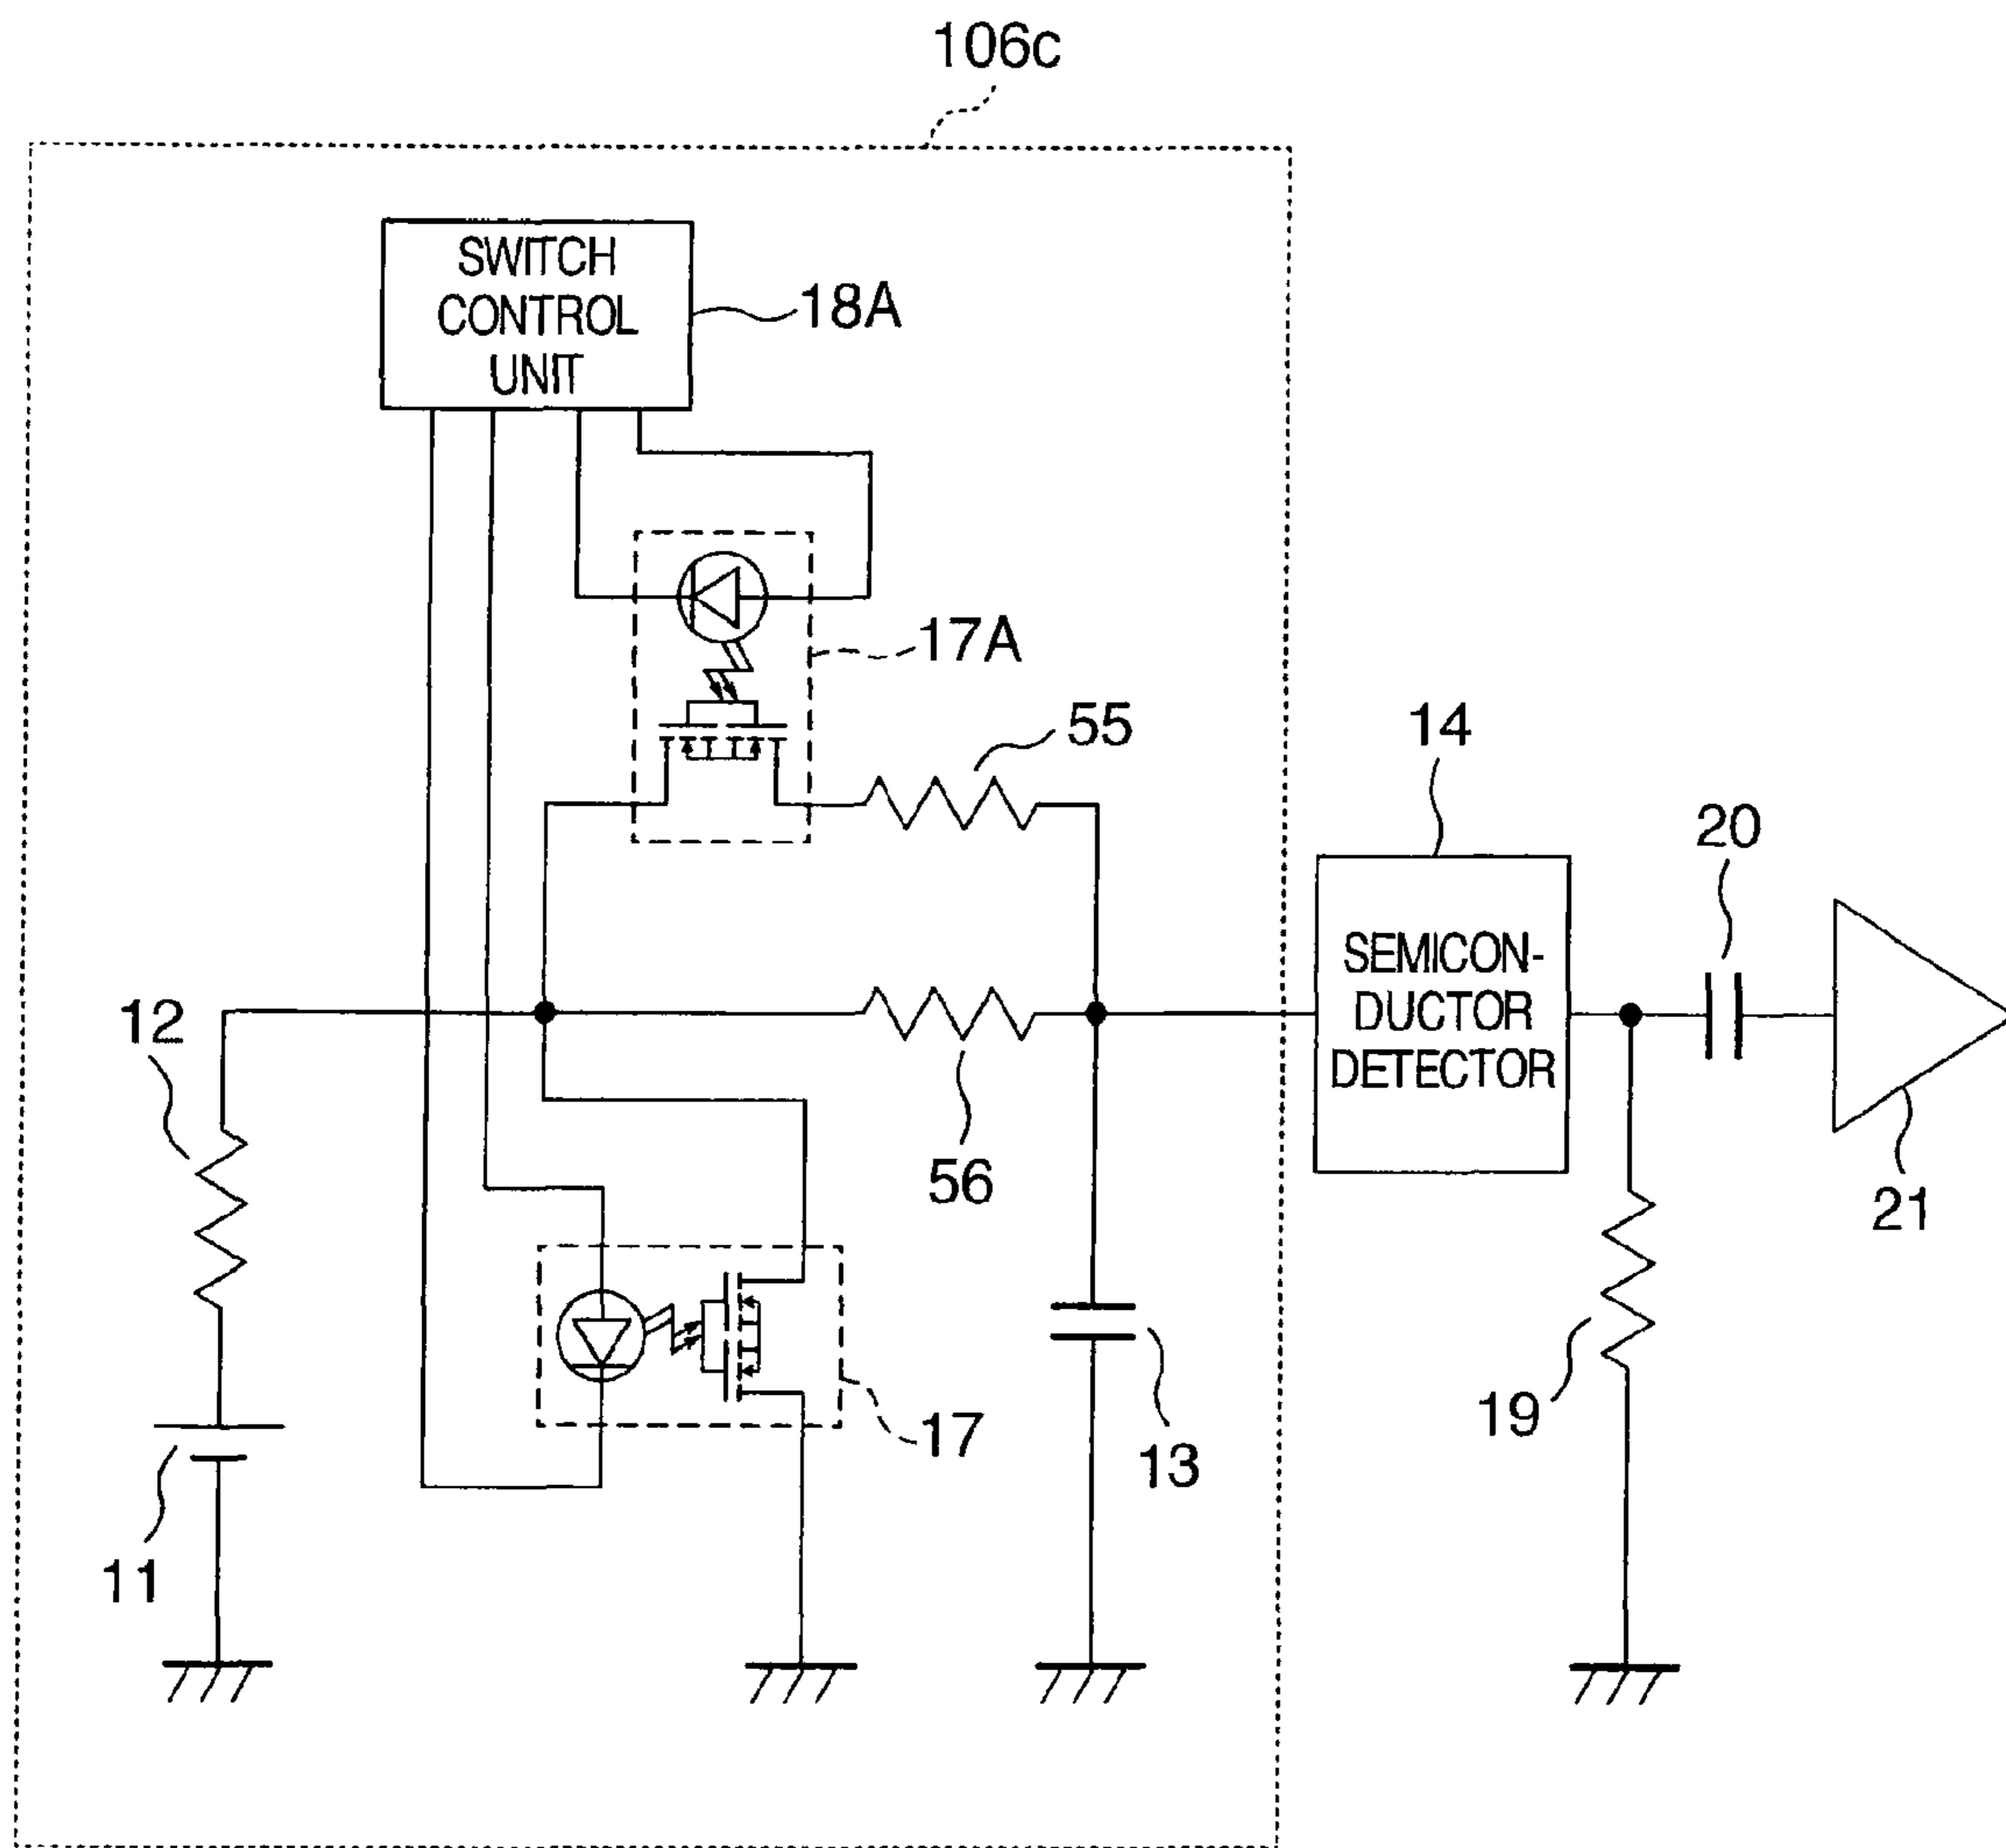 106c
SWITCH
CONTROL
UNIT
18A
17A
55
14
20
SEMICON-
DUCTOR
DETECTOR
12
56
21
17
13
19
11